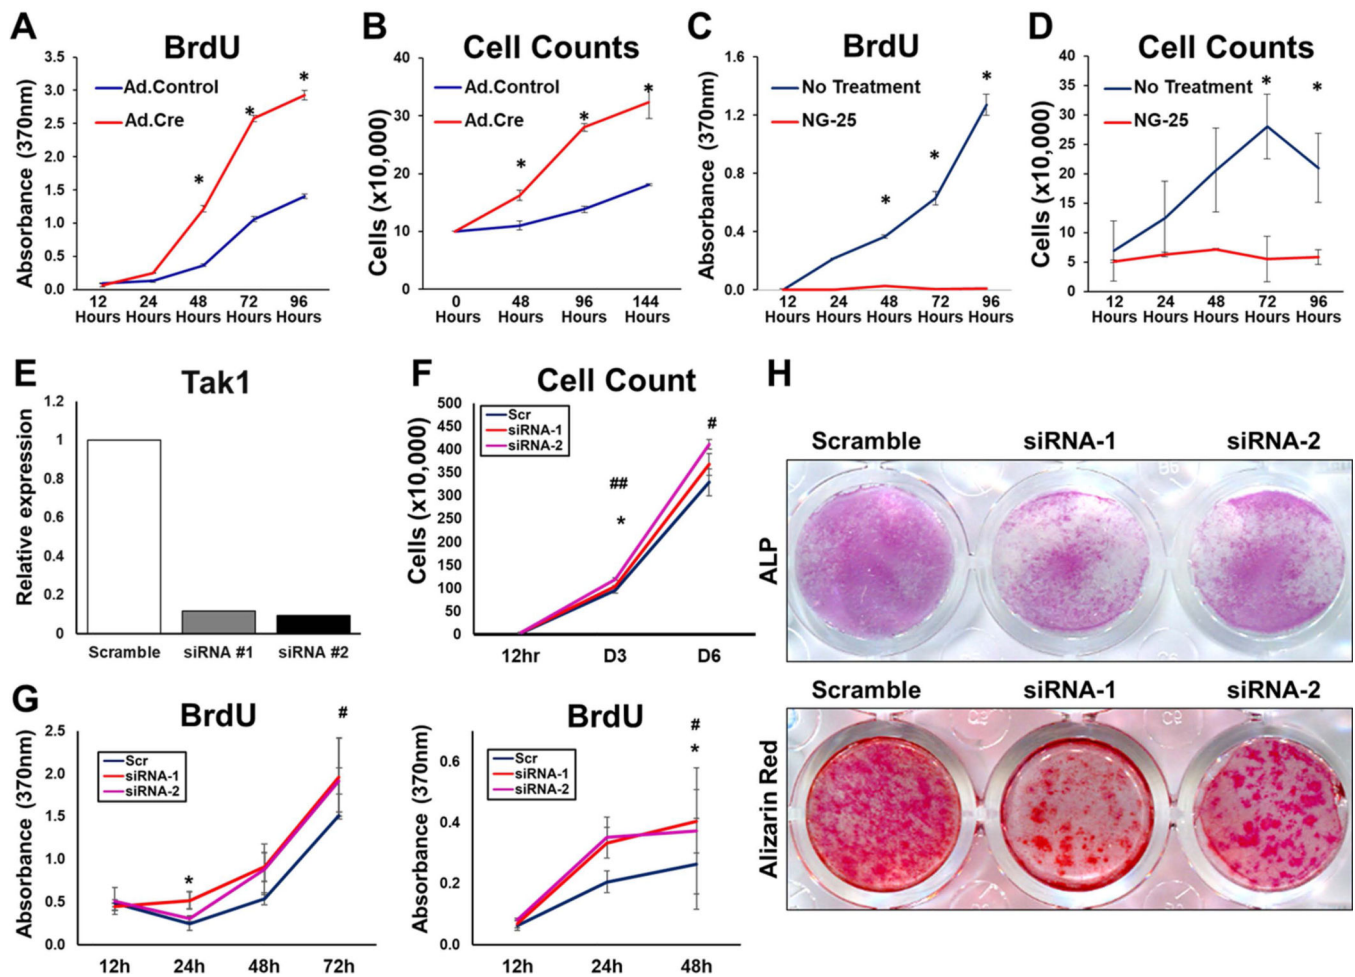 A
BrdU
Absorbance (370nm)
3.5
3.0
2.5
2.0
1.5
1.0
0.5
0.0
Ad.Control
Ad.Cre
*
*
*
*
12 24 48 72 96
Hours Hours Hours Hours Hours
B
Cell Counts
Cells (x10,000)
40
30
20
10
0
Ad.Control
Ad.Cre
*
*
*
0 48 96 144
Hours Hours Hours Hours
C
BrdU
Absorbance (370nm)
1.6
1.2
0.8
0.4
0.0
No Treatment
NG-25
*
*
*
12 24 48 72 96
Hours Hours Hours Hours Hours
D
Cell Counts
Cells (x10,000)
40
35
30
25
20
15
10
5
0
No Treatment
NG-25
*
*
12 24 48 72 96
Hours Hours Hours Hours Hours
E
Tak1
Relative expression
1.2
1
0.8
0.6
0.4
0.2
0
Scramble siRNA #1 siRNA #2
F
Cell Count
Cells (x10,000)
500
450
400
350
300
250
200
150
100
50
0
Scr
siRNA-1
siRNA-2
##
*
#
12hr D3 D6
G
BrdU
Absorbance (370nm)
2.5
2.0
1.5
1.0
0.5
0.0
Scr
siRNA-1
siRNA-2
*
#
12h 24h 48h 72h
BrdU
Absorbance (370nm)
0.6
0.4
0.2
0.0
Scr
siRNA-1
siRNA-2
#
*
12h 24h 48h
H
Scramble siRNA-1 siRNA-2
ALP
Scramble siRNA-1 siRNA-2
Alizarin Red